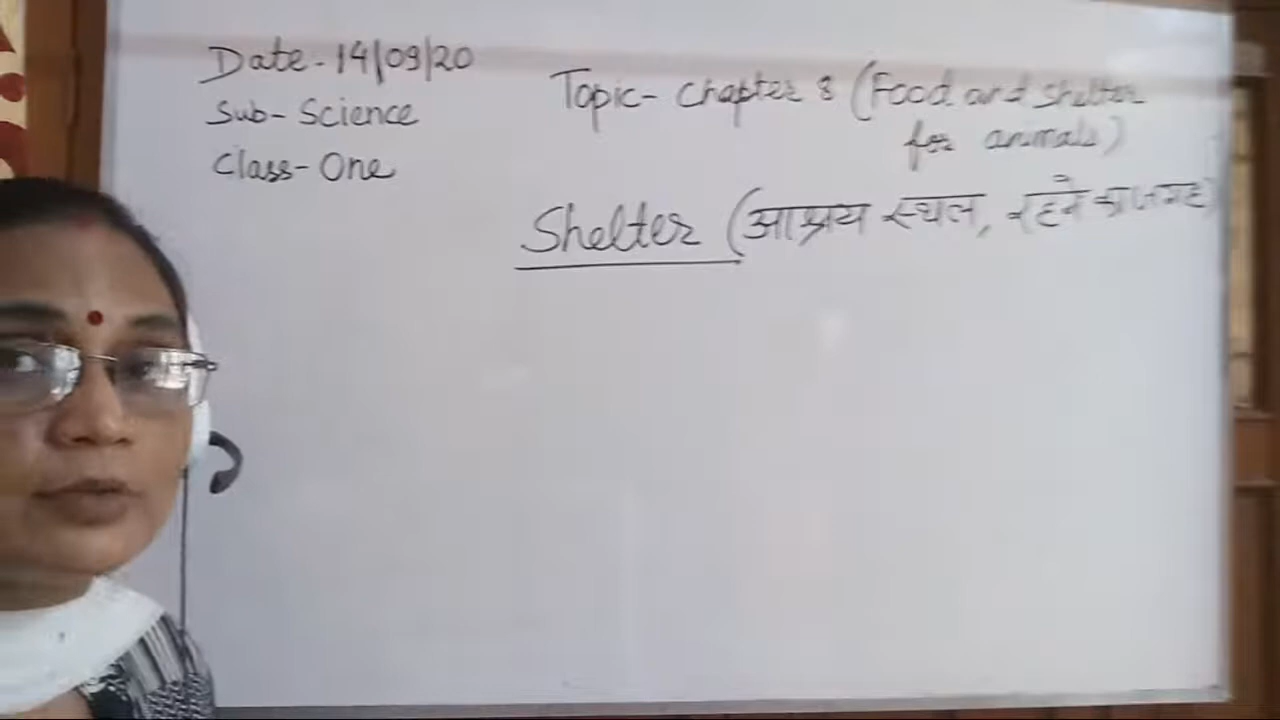 Date - 14/09/20
Sub - Science
Class - One
Topic - Chapter 8 (Food and shelter
for animals)
Shelter (आश्रय स्थल, रहने का जगह)